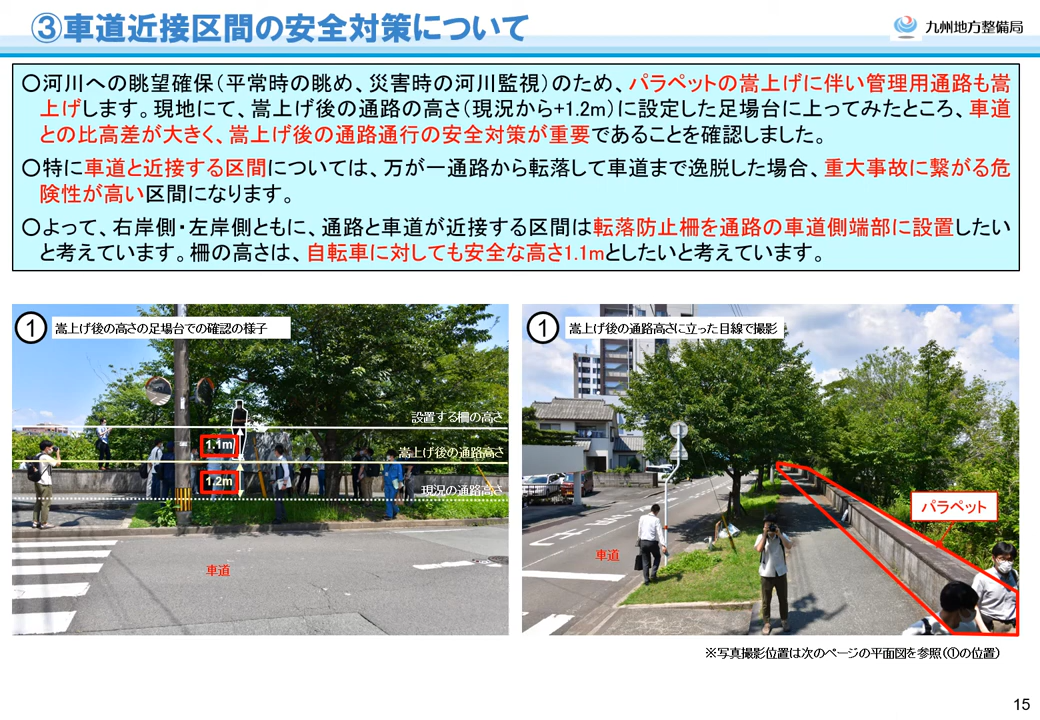 ③車道近接区間の安全対策について
九州地方整備局
〇河川への眺望確保（平常時の眺め、災害時の河川監視）のため、パラペットの嵩上げに伴い管理用通路も嵩
上げします。現地にて、嵩上げ後の通路の高さ（現況から+1.2m）に設定した足場台に上ってみたところ、車道
との比高差が大きく、嵩上げ後の通路通行の安全対策が重要であることを確認しました。
〇特に車道と近接する区間については、万が一通路から転落して車道まで逸脱した場合、重大事故に繋がる危
険性が高い区間になります。
〇よって、右岸側・左岸側ともに、通路と車道が近接する区間は転落防止柵を通路の車道側端部に設置したい
と考えています。柵の高さは、自転車に対しても安全な高さ1.1mとしたいと考えています。
① 嵩上げ後の高さの足場台での確認の様子
設置する柵の高さ
1.1m
嵩上げ後の通路高さ
1.2m
現況の通路高さ
車道
① 嵩上げ後の通路高さに立った目線で撮影
パラペット
車道
※写真撮影位置は次のページの平面図を参照（①の位置）
15